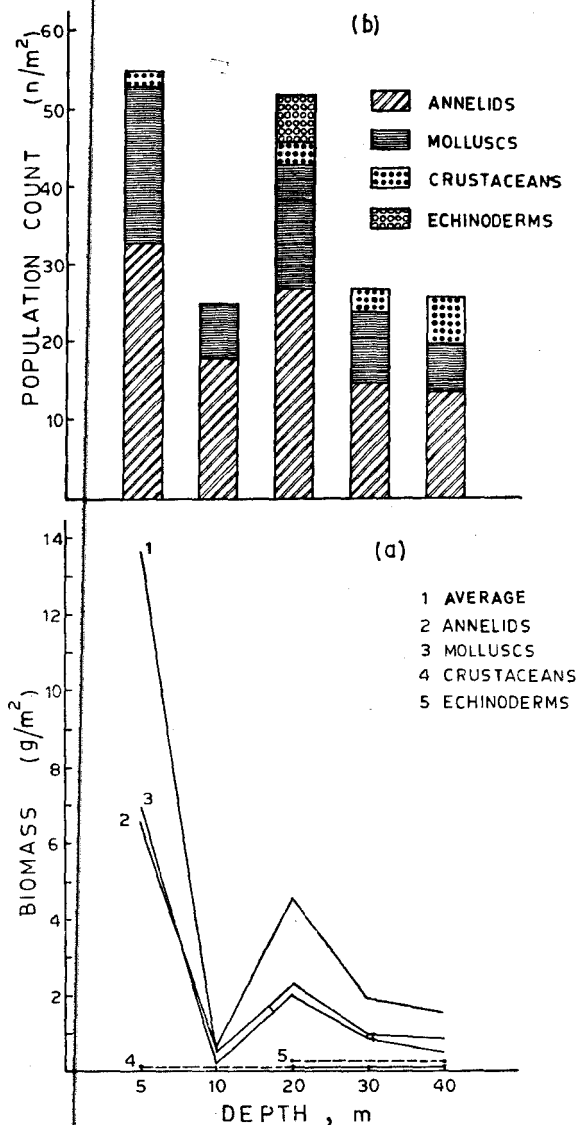 (b)
POPULATION COUNT (n/m²)
60
50
40
30
20
10
ANNELIDS
MOLLUSCS
CRUSTACEANS
ECHINODERMS
(a)
BIOMASS (g/m²)
14
12
10
8
6
4
2
1
3
2
4
5
1 AVERAGE
2 ANNELIDS
3 MOLLUSCS
4 CRUSTACEANS
5 ECHINODERMS
5 10 20 30 40
DEPTH , m